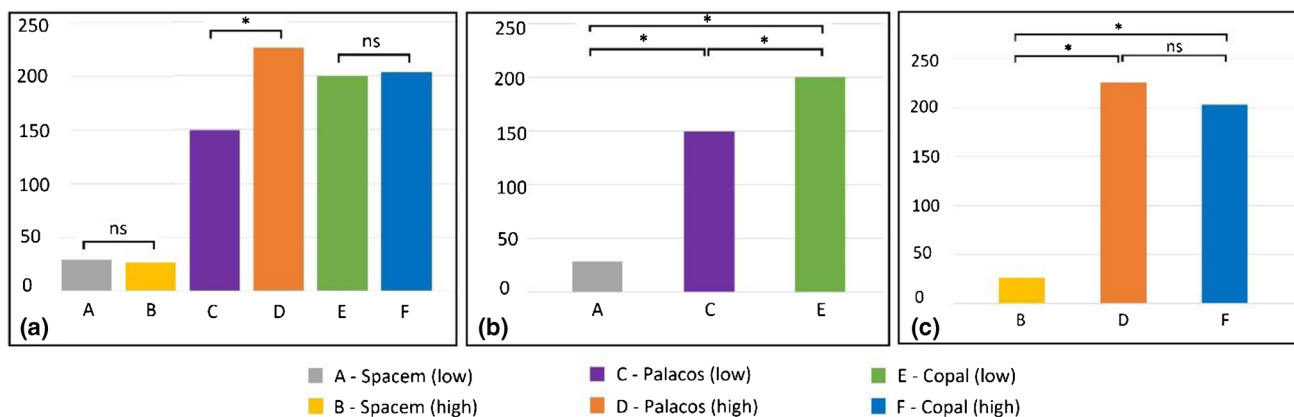 250
200
150
100
50
0
ns
*
ns
A B C D E F
(a)
250
200
150
100
50
0
*
* *
A C E
(b)
250
200
150
100
50
0
*
* ns
B D F
(c)
A - Spacem (low) C - Palacos (low) E - Copal (low)
B - Spacem (high) D - Palacos (high) F - Copal (high)